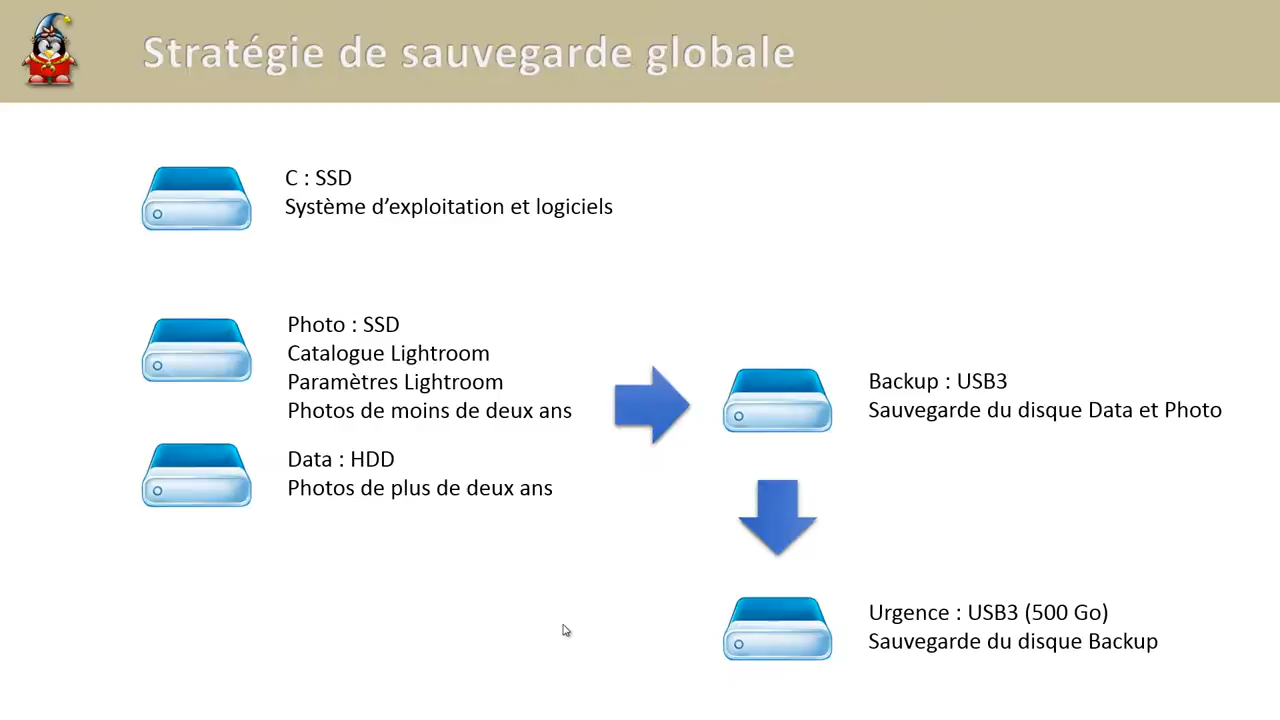 Stratégie de sauvegarde globale
C : SSD
Système d’exploitation et logiciels
Photo : SSD
Catalogue Lightroom
Paramètres Lightroom
Photos de moins de deux ans
Data : HDD
Photos de plus de deux ans
Backup : USB3
Sauvegarde du disque Data et Photo
Urgence : USB3 (500 Go)
Sauvegarde du disque Backup